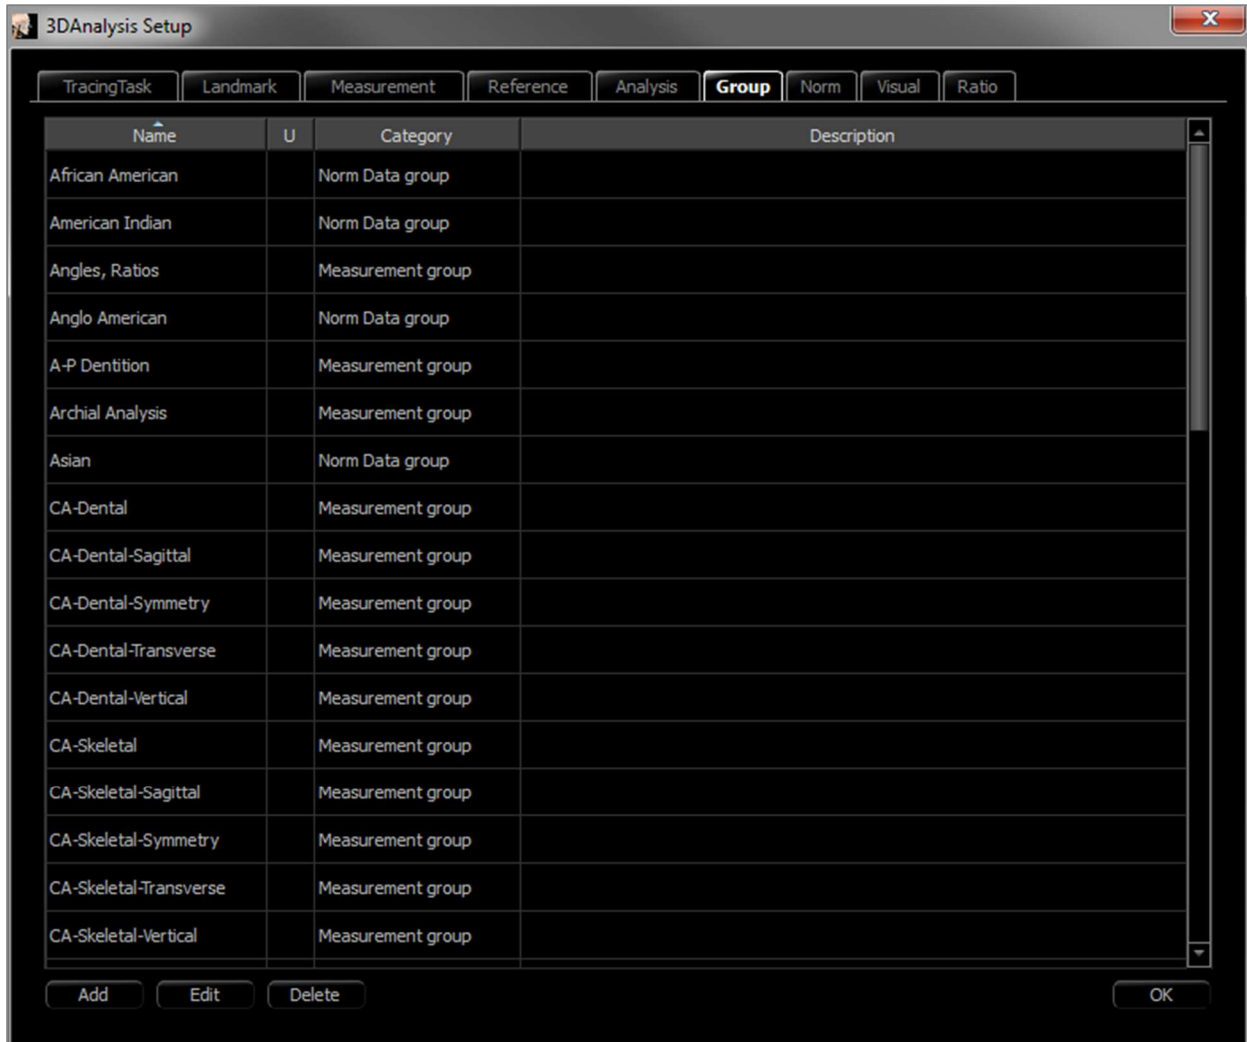 3DAnalysis Setup
TracingTask Landmark Measurement Reference Analysis Group Norm Visual Ratio
Name U Category Description
African American Norm Data group
American Indian Norm Data group
Angles, Ratios Measurement group
Anglo American Norm Data group
A-P Dentition Measurement group
Archial Analysis Measurement group
Asian Norm Data group
CA-Dental Measurement group
CA-Dental-Sagittal Measurement group
CA-Dental-Symmetry Measurement group
CA-Dental-Transverse Measurement group
CA-Dental-Vertical Measurement group
CA-Skeletal Measurement group
CA-Skeletal-Sagittal Measurement group
CA-Skeletal-Symmetry Measurement group
CA-Skeletal-Transverse Measurement group
CA-Skeletal-Vertical Measurement group
Add Edit Delete OK